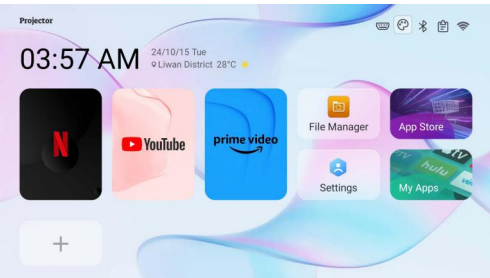 Projector
03:57 AM
24/10/15 Tue
Liwan District 28°C
N
YouTube
prime video
File Manager
App Store
Settings
hulu
tv
My Apps